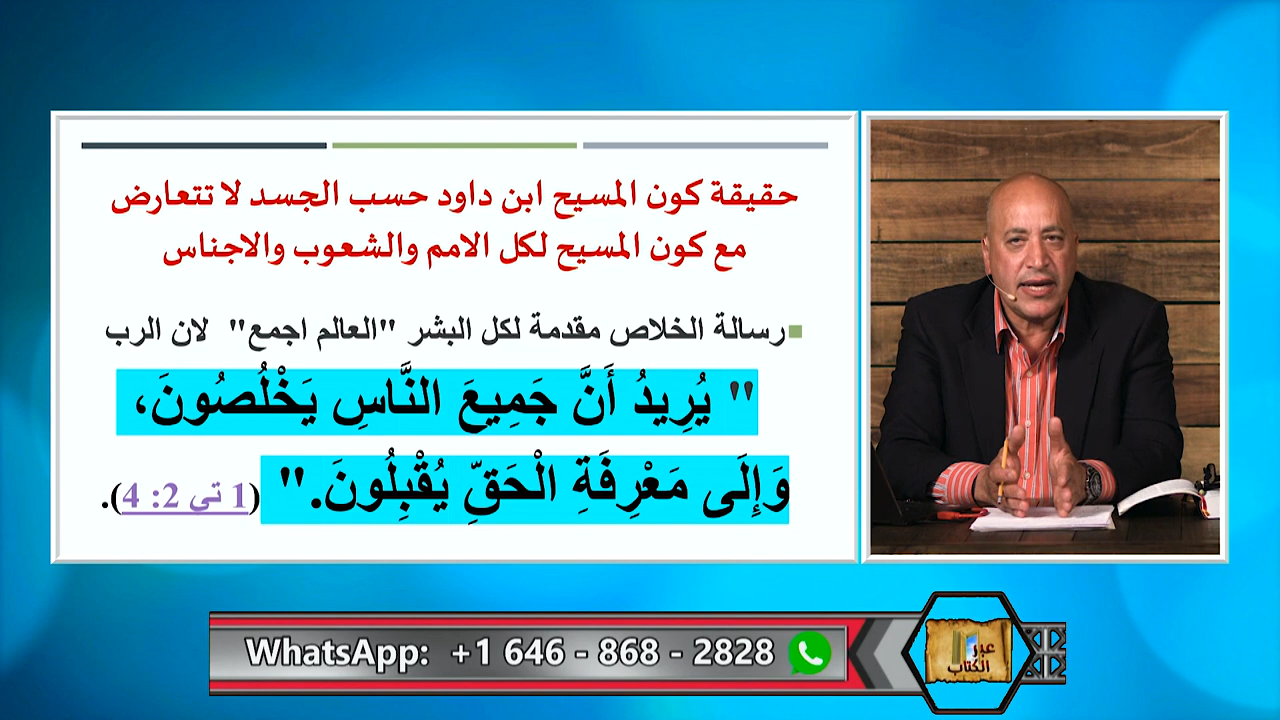 حقيقة كون المسيح ابن داود حسب الجسد لا تتعارض
مع كون المسيح لكل الامم والشعوب والاجناس
رسالة الخلاص مقدمة لكل البشر "العالم اجمع" لان الرب
" يُرِيدُ أَنَّ جَمِيعَ النَّاسِ يَخْلُصُونَ،
وَإِلَى مَعْرِفَةِ الْحَقِّ يُقْبِلُونَ." (1 تى 2: 4).
WhatsApp: +1 646 - 868 - 2828
عبر
الكتاب